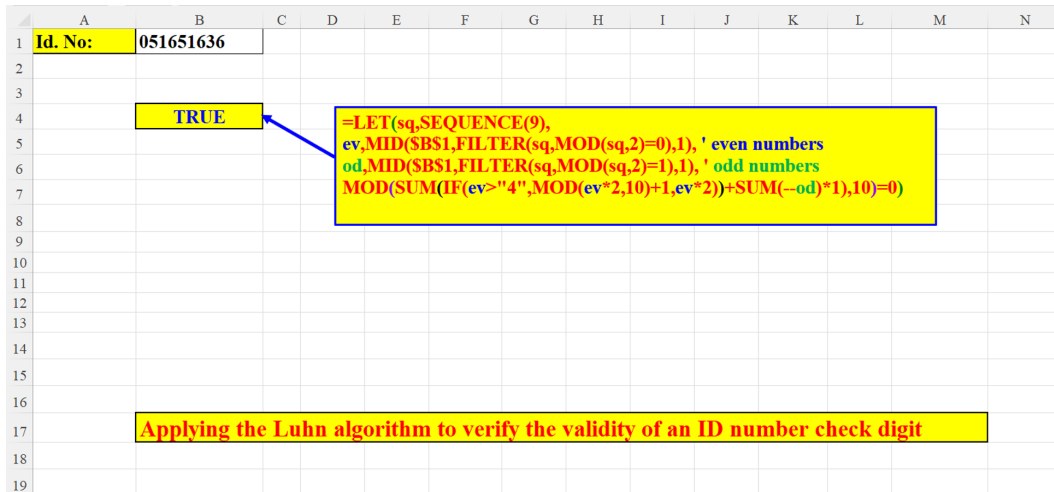 A B C D E F G H I J K L M N
1 Id. No: 051651636
2
3
4 TRUE
=LET(sq,SEQUENCE(9),
5 ev,MID($B$1,FILTER(sq,MOD(sq,2)=0),1), ' even numbers
6 od,MID($B$1,FILTER(sq,MOD(sq,2)=1),1), ' odd numbers
7 MOD(SUM(IF(ev>"4",MOD(ev*2,10)+1,ev*2))+SUM(--od)*1),10)=0)
8
9
10
11
12
13
14
15
16
17 Applying the Luhn algorithm to verify the validity of an ID number check digit
18
19